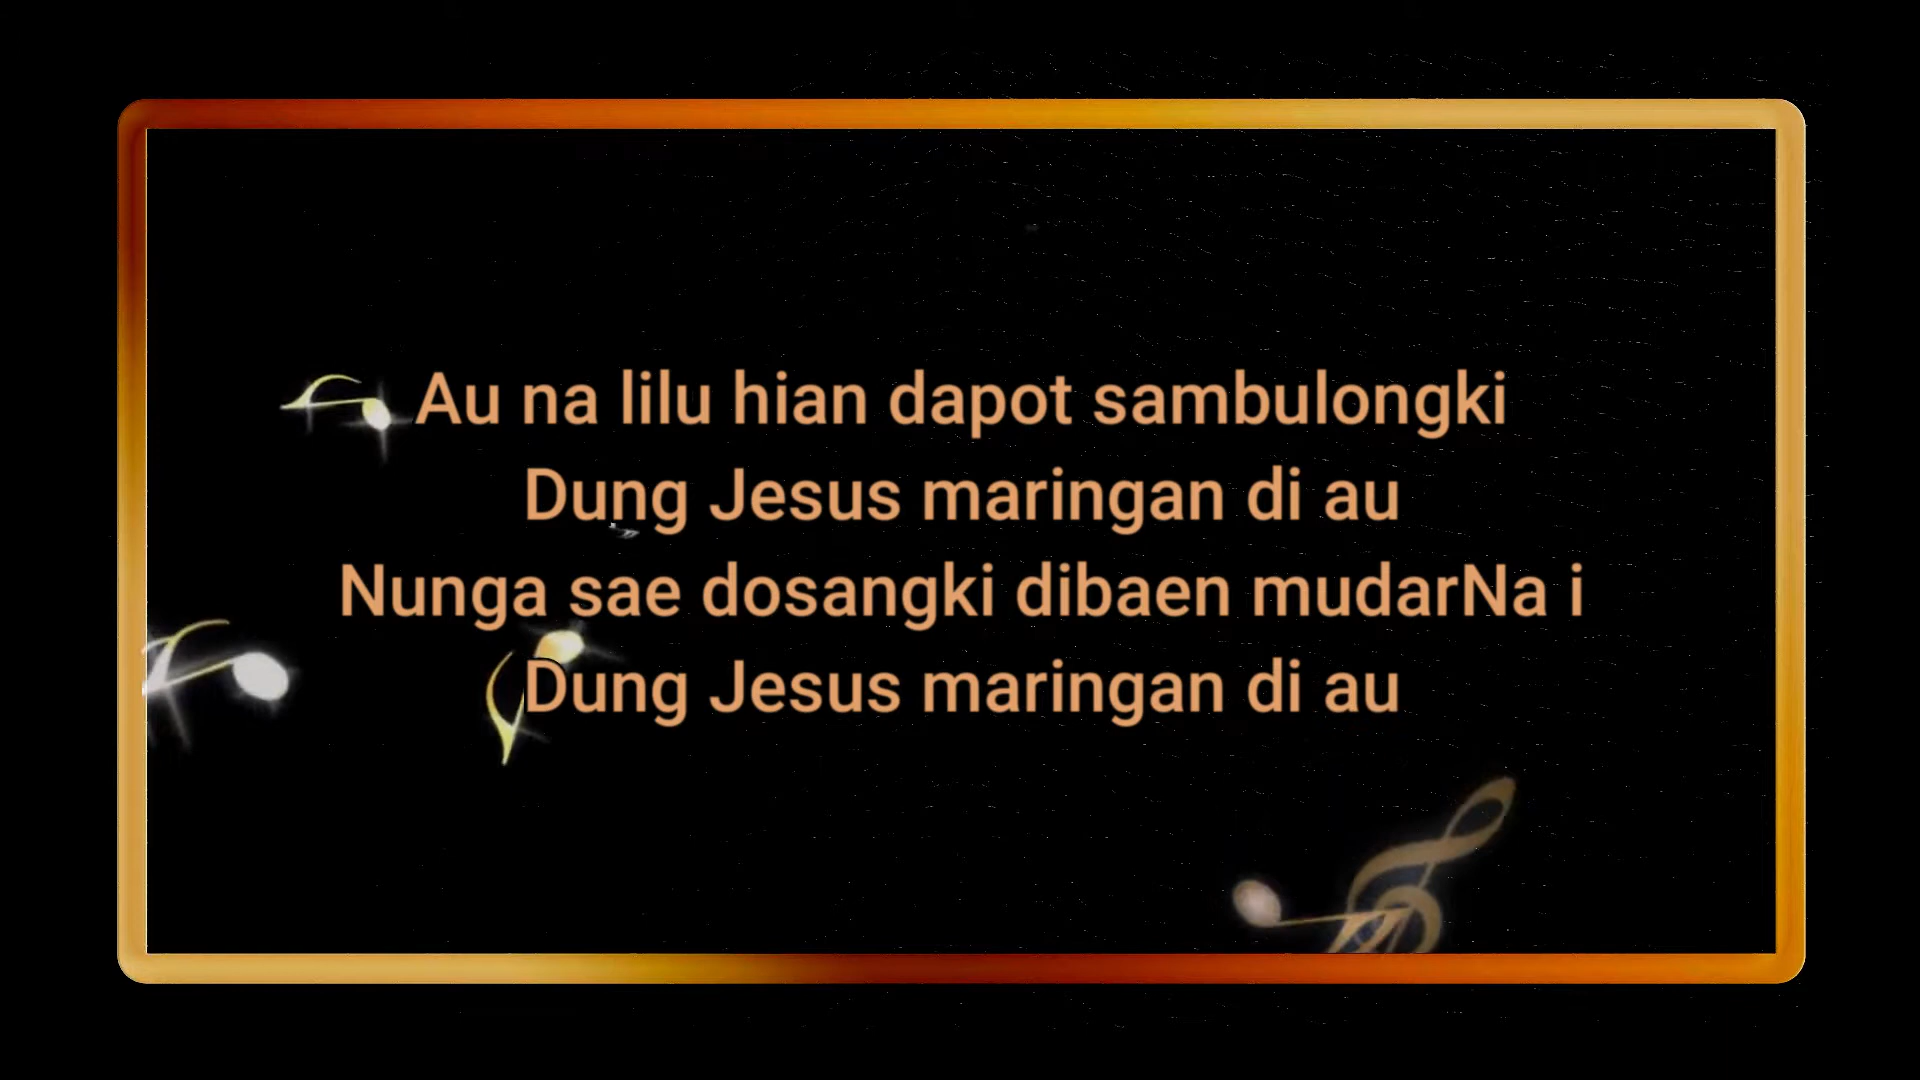 Au na lilu hian dapot sambulongki
Dung Jesus maringan di au
Nunga sae dosangki dibaen mudarNa i
Dung Jesus maringan di au